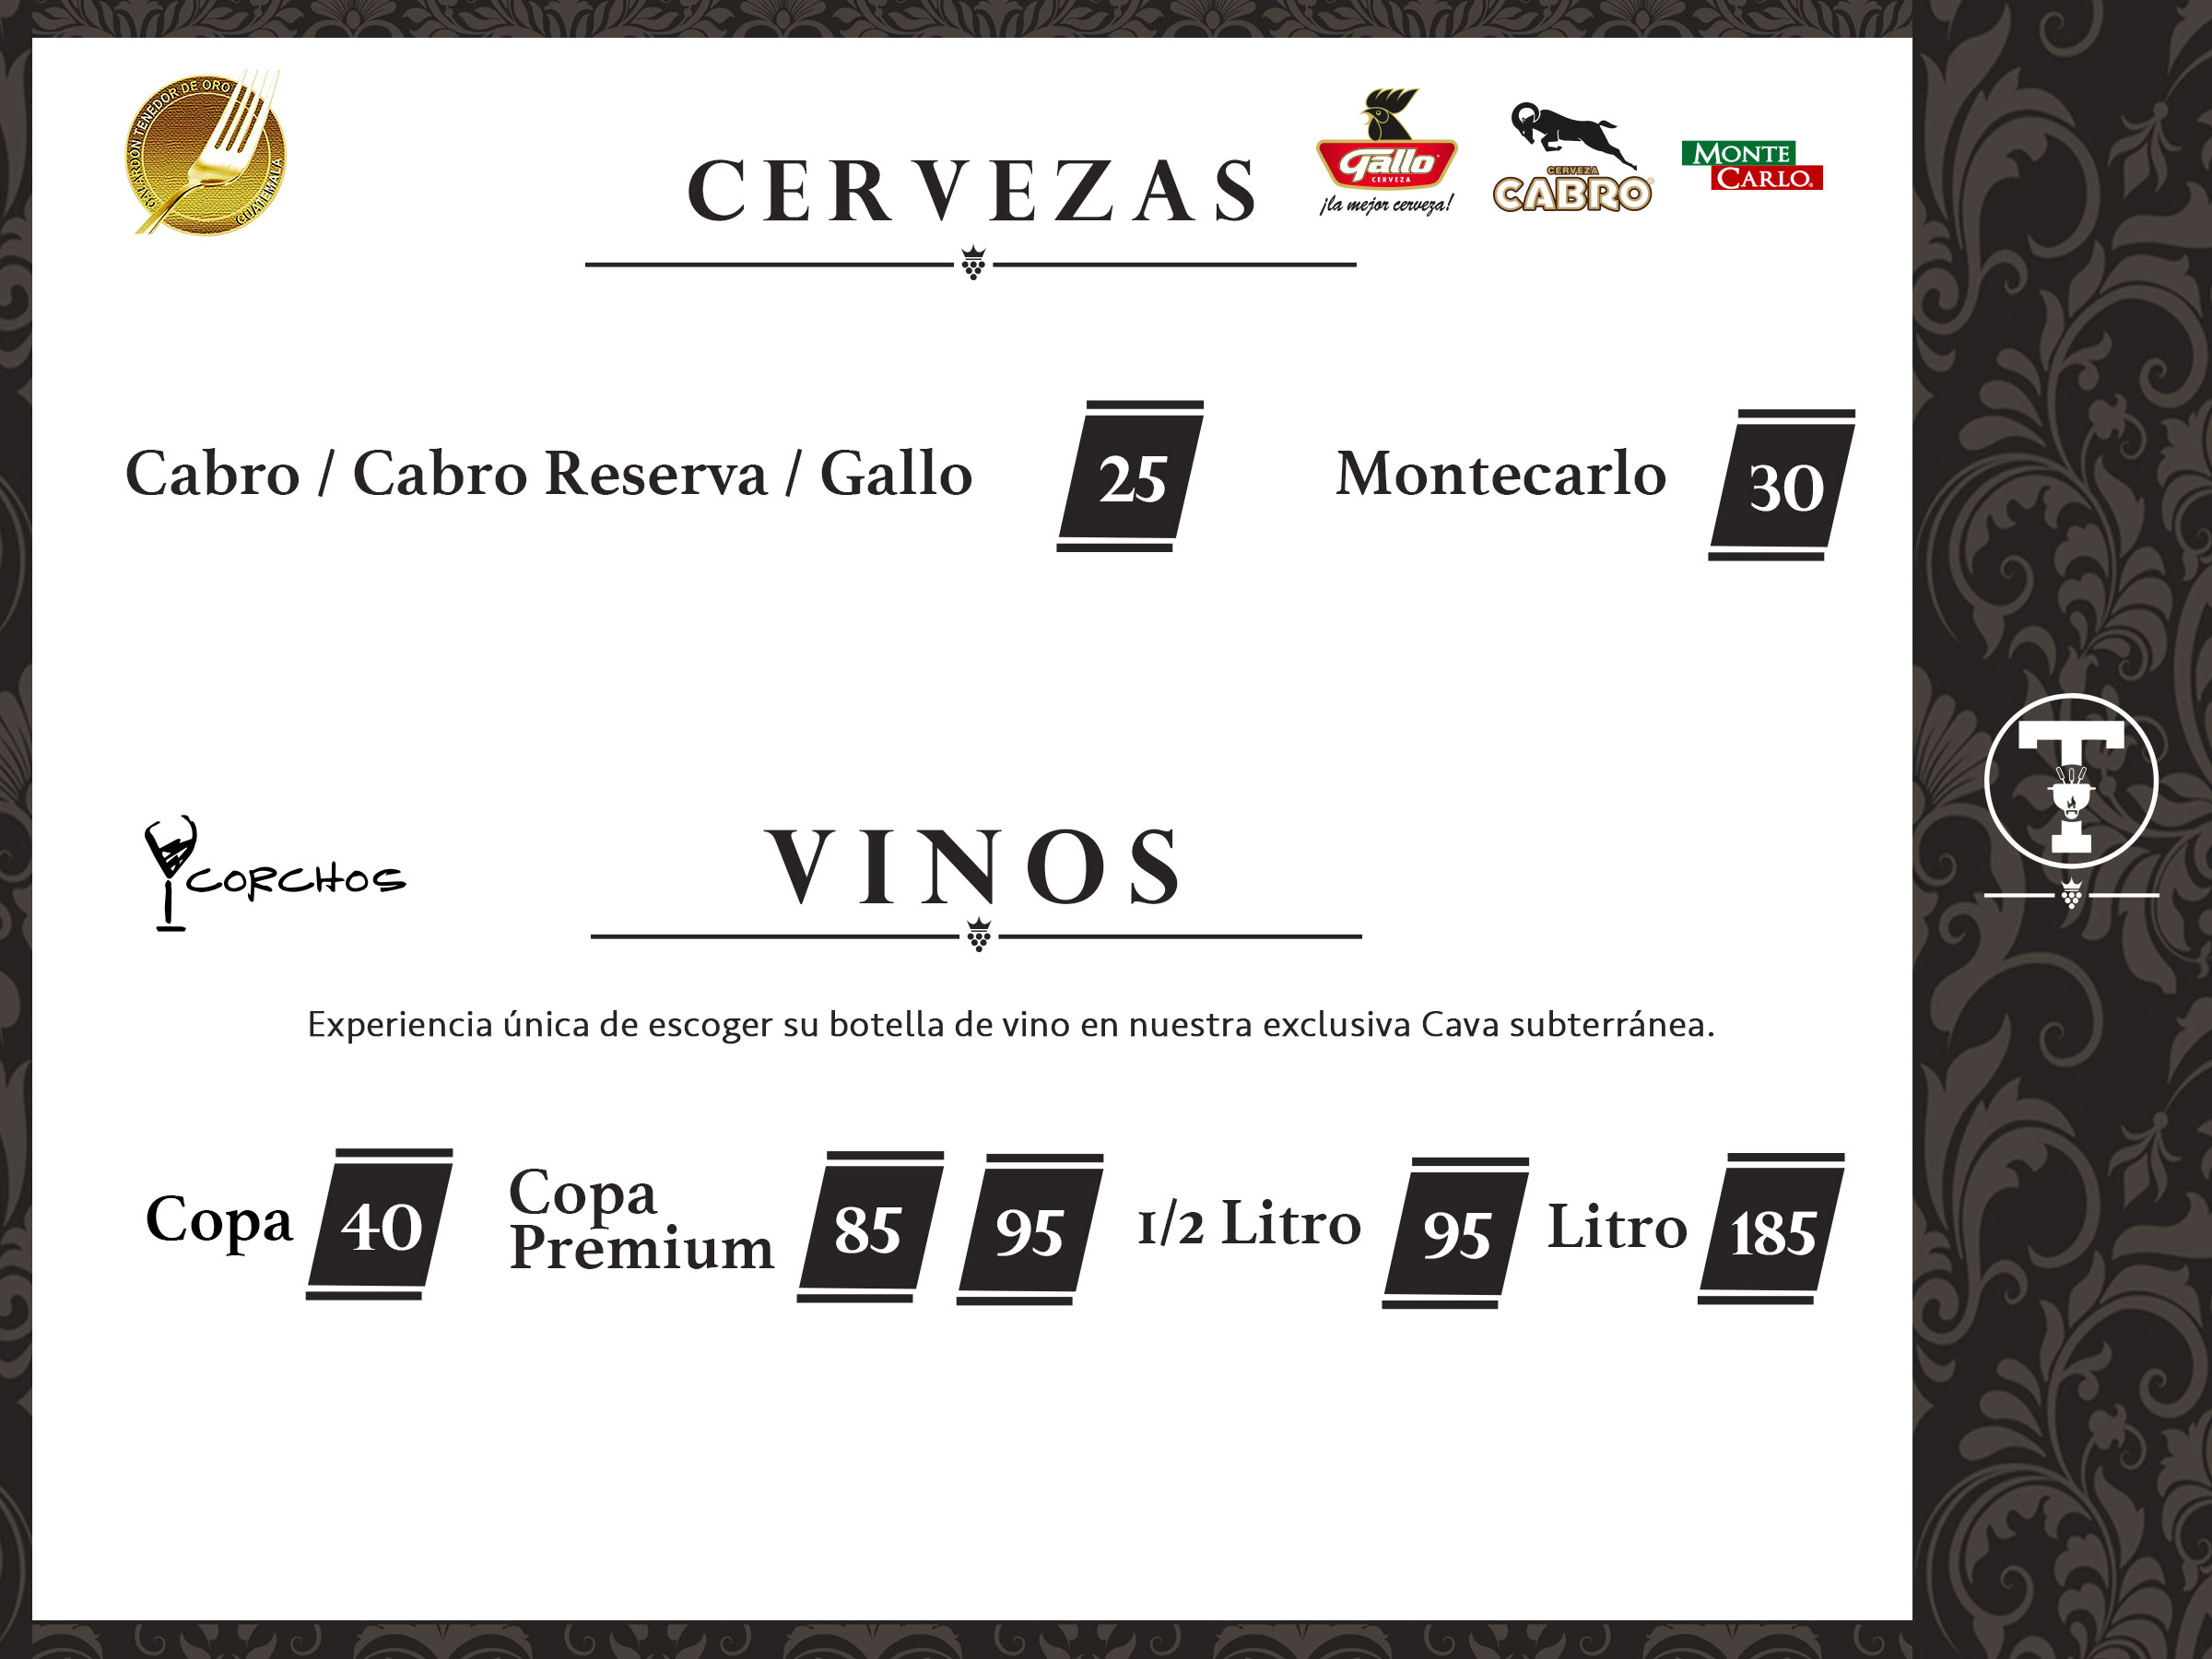 GALARDÓN TENEDOR DE ORO
GUATEMALA
CERVEZAS
Gallo
CERVEZA
¡la mejor cerveza!
CERVEZA
CABRO
MONTE
CARLO
Cabro / Cabro Reserva / Gallo 25 Montecarlo 30
CORCHOS
VINOS
Experiencia única de escoger su botella de vino en nuestra exclusiva Cava subterránea.
Copa 40
Copa
Premium 85 95
1/2 Litro 95
Litro 185
T